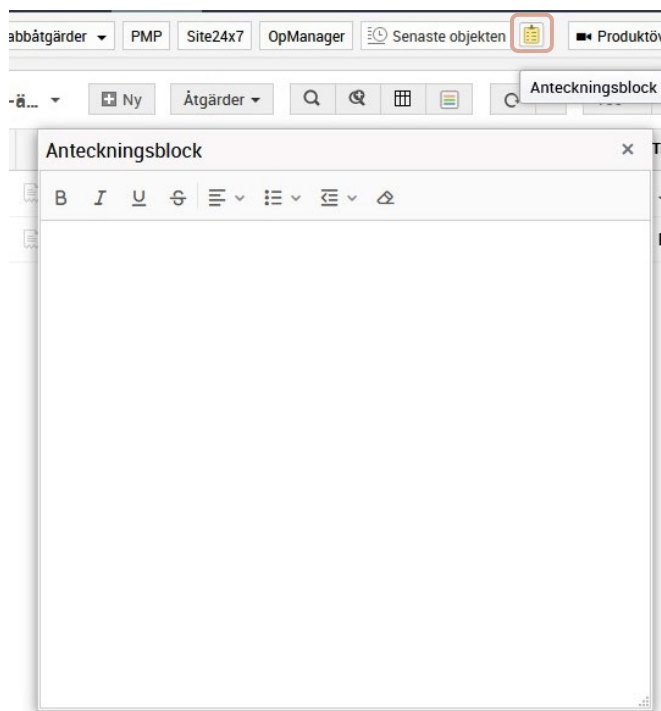 abbåtgärder PMP Site24x7 OpManager Senaste objekten Produktöv
-ä... Ny Åtgärder
Anteckningsblock
Anteckningsblock
B I U S